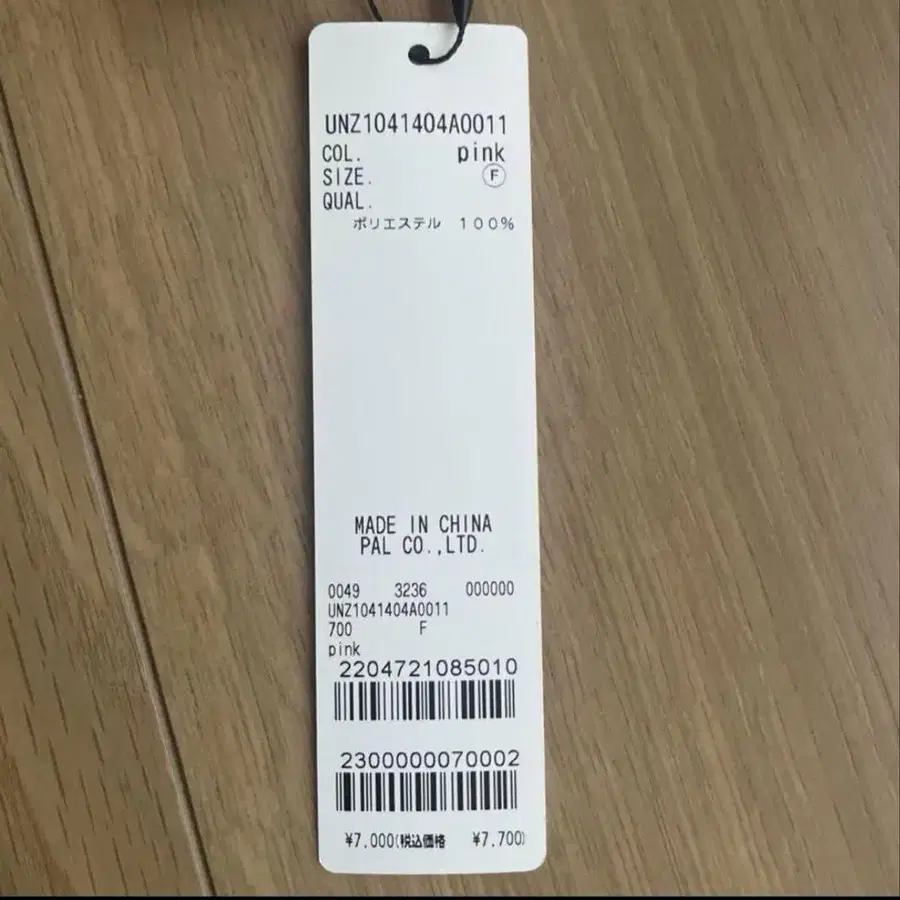 UNZ1041404A0011
COL. pink
SIZE. Ⓕ
QUAL.
ポリエステル 100%
MADE IN CHINA
PAL CO.,LTD.
0049 3236 000000
UNZ1041404A0011
700 F
pink
2204721085010
2300000070002
¥7,000(税込価格 ¥7,700)